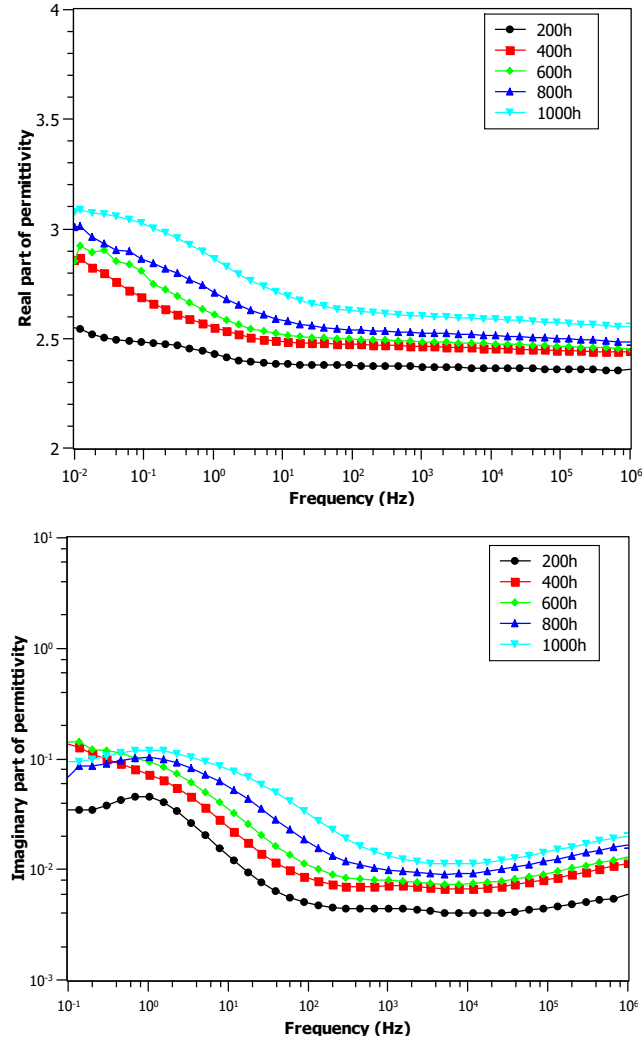 4
3.5
3
2.5
2
Real part of permittivity
200h
400h
600h
800h
1000h
10-2
10-1
100
101
102
103
104
105
106
Frequency (Hz)
101
100
10-1
10-2
10-3
Imaginary part of permittivity
200h
400h
600h
800h
1000h
10-1
100
101
102
103
104
105
106
Frequency (Hz)